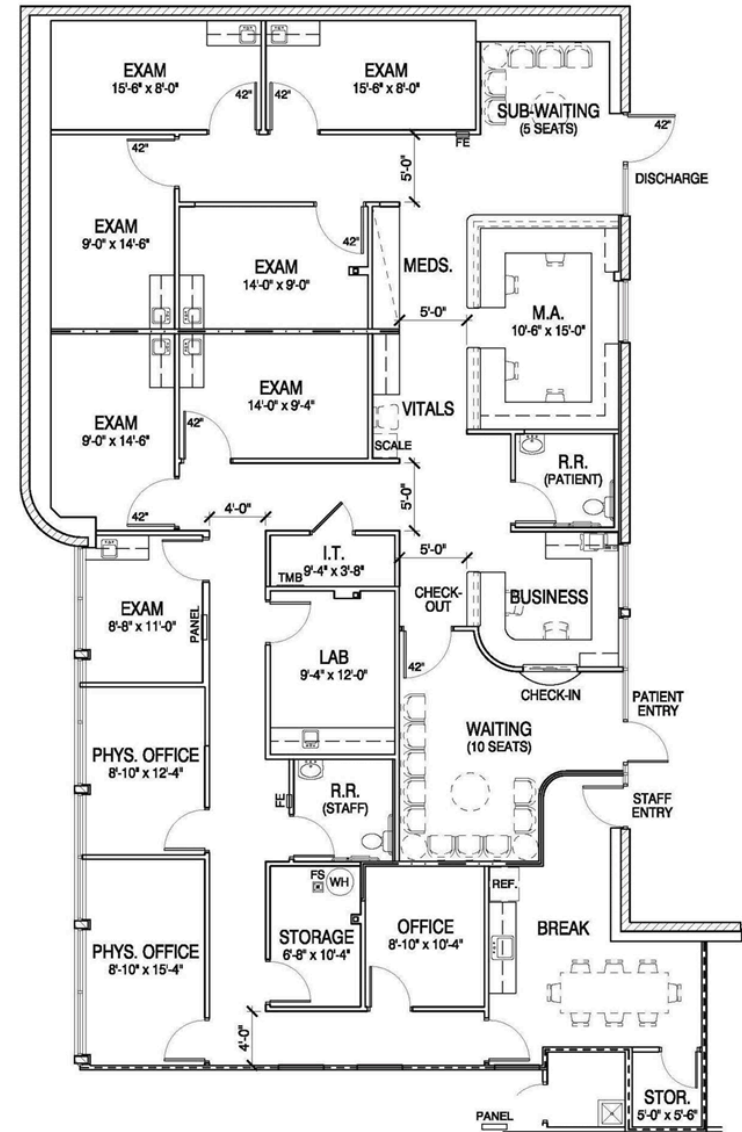 EXAM
15'-6" x 8'-0"
EXAM
15'-6" x 8'-0"
42"
42"
SUB-WAITING
(5 SEATS)
42"
FE
DISCHARGE
42"
5'-0"
EXAM
9'-0" x 14'-6"
42"
EXAM
14'-0" x 9'-0"
MEDS.
5'-0"
M.A.
10'-6" x 15'-0"
EXAM
14'-0" x 9'-4"
EXAM
9'-0" x 14'-6"
42"
VITALS
SCALE
R.R.
(PATIENT)
42"
4'-0"
5'-0"
I.T.
9'-4" x 3'-8"
TMB
5'-0"
CHECK-
OUT
BUSINESS
EXAM
8'-8" x 11'-0"
PANEL
LAB
9'-4" x 12'-0"
42"
CHECK-IN
PATIENT
ENTRY
WAITING
(10 SEATS)
PHYS. OFFICE
8'-10" x 12'-4"
FE
R.R.
(STAFF)
STAFF
ENTRY
FS
WH
REF.
STORAGE
6'-8" x 10'-4"
OFFICE
8'-10" x 10'-4"
BREAK
PHYS. OFFICE
8'-10" x 15'-4"
4'-0"
STOR.
5'-0" x 5'-6"
PANEL